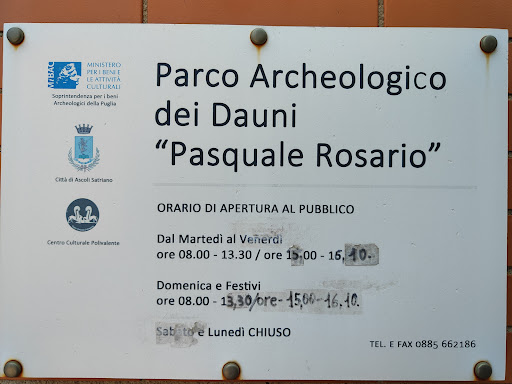 MIBAC
MINISTERO
PER I BENI E LE
ATTIVITÀ
CULTURALI
Soprintendenza per i beni
Archeologici della Puglia
Città di Ascoli Satriano
Centro Culturale Polivalente
Parco Archeologico
dei Dauni
“Pasquale Rosario”
ORARIO DI APERTURA AL PUBBLICO
Dal Martedì al Venerdì
ore 08.00 - 13.30 / ore 15.00 - 16.10.
Domenica e Festivi
ore 08.00 - 13,30/ore - 15,00 - 16.10.
Sabato e Lunedì CHIUSO
TEL. E FAX 0885 662186